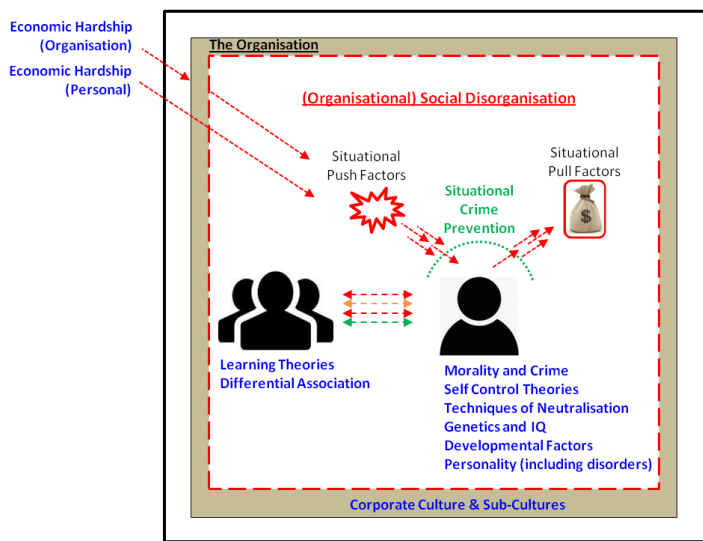 Economic Hardship
(Organisation)
Economic Hardship
(Personal)
The Organisation
(Organisational) Social Disorganisation
Situational
Push Factors
Situational
Pull Factors
Situational
Crime
Prevention
$
Learning Theories
Differential Association
Morality and Crime
Self Control Theories
Techniques of Neutralisation
Genetics and IQ
Developmental Factors
Personality (including disorders)
Corporate Culture & Sub-Cultures